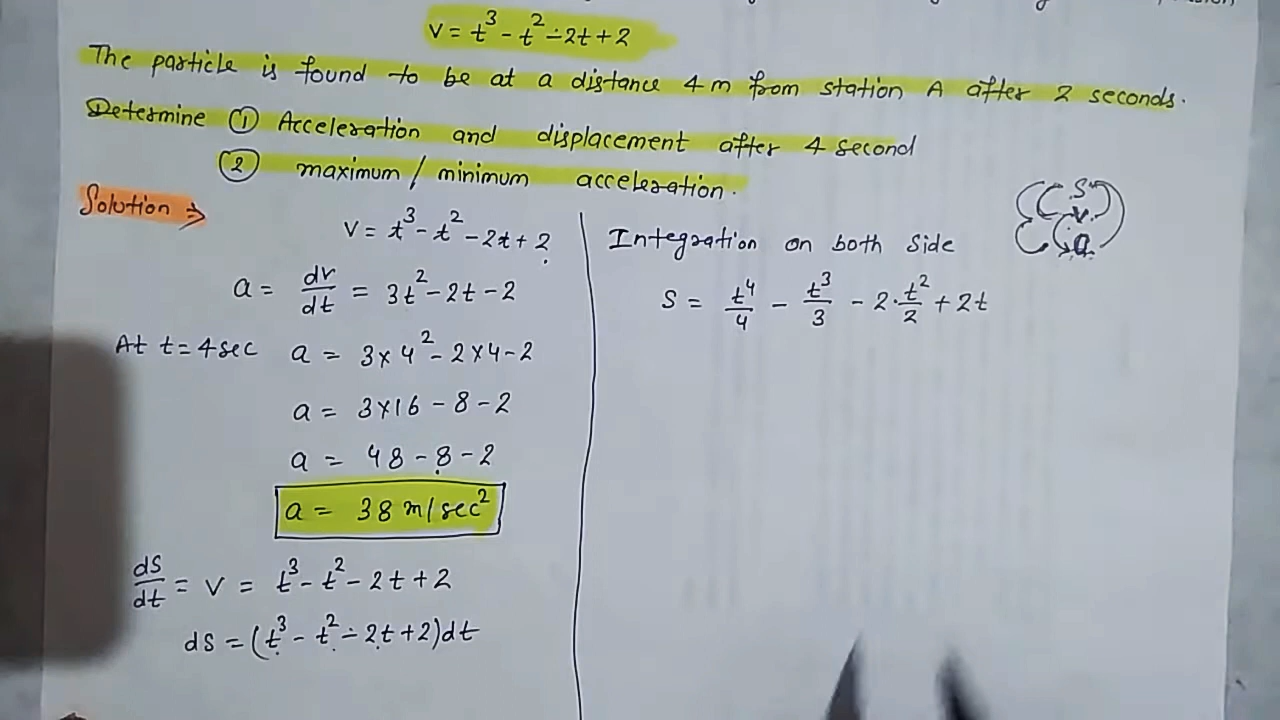 v = t³ - t² - 2t + 2
The particle is found to be at a distance 4 m from station A after 2 seconds.
Determine ① Acceleration and displacement after 4 second
② maximum / minimum acceleration.
Solution ⇒
v = t³ - t² - 2t + 2
a = dv/dt = 3t² - 2t - 2
At t = 4 sec a = 3×4² - 2×4 - 2
a = 3×16 - 8 - 2
a = 48 - 8 - 2
a = 38 m/sec²
ds/dt = v = t³ - t² - 2t + 2
ds = (t³ - t² - 2t + 2)dt
Integration on both side
S = t⁴/4 - t³/3 - 2·t²/2 + 2t
S
v
a